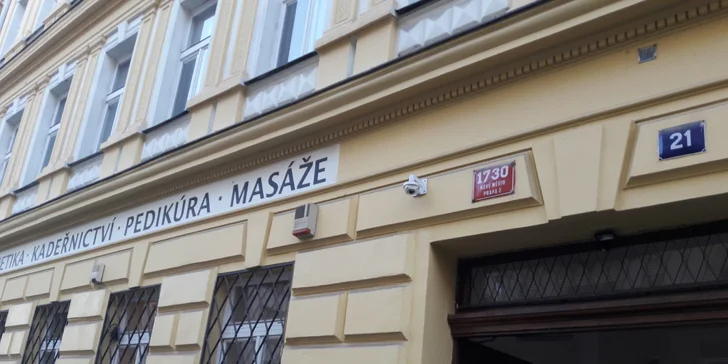 ETIKA · KADEŘNICTVÍ · PEDIKÚRA · MASÁŽE
1730
NOVÉ MĚSTO
PRAHA 2
21